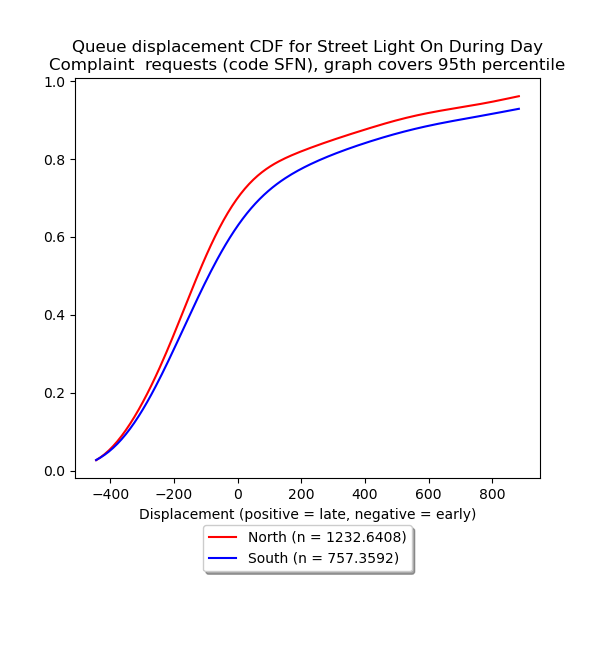 Queue displacement CDF for Street Light On During Day
Complaint  requests (code SFN), graph covers 95th percentile
1.0
0.8
0.6
0.4
0.2
0.0
−400 −200 0 200 400 600 800
Displacement (positive = late, negative = early)
North (n = 1232.6408)
South (n = 757.3592)